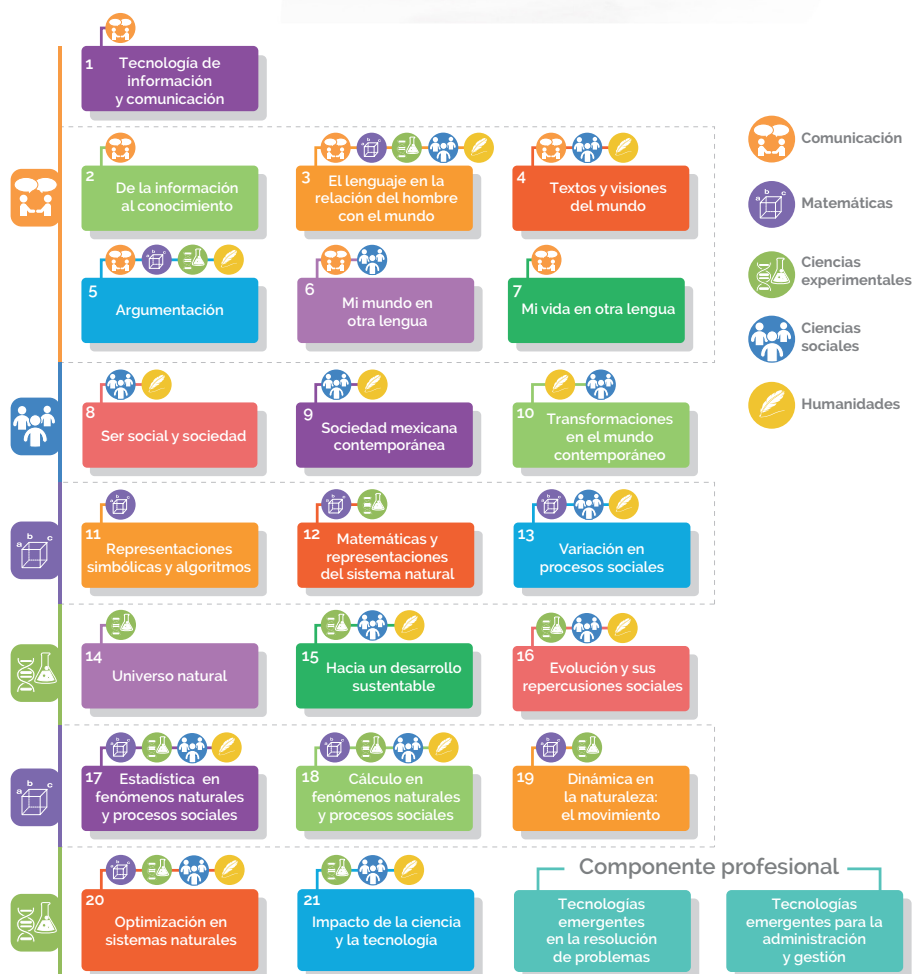 1
Tecnología de
información
y comunicación
2
De la información
al conocimiento
3
El lenguaje en la
relación del hombre
con el mundo
4
Textos y visiones
del mundo
5
Argumentación
6
Mi mundo en
otra lengua
7
Mi vida en otra lengua
8
Ser social y sociedad
9
Sociedad mexicana
contemporánea
10
Transformaciones
en el mundo
contemporáneo
a b c
11
Representaciones
simbólicas y algoritmos
12
Matemáticas y
representaciones
del sistema natural
13
Variación en
procesos sociales
14
Universo natural
15
Hacia un desarrollo
sustentable
16
Evolución y sus
repercusiones sociales
a b c
17
Estadística en
fenómenos naturales
y procesos sociales
18
Cálculo en
fenómenos naturales
y procesos sociales
19
Dinámica en
la naturaleza:
el movimiento
20
Optimización en
sistemas naturales
21
Impacto de la ciencia
y la tecnología
Componente profesional
Tecnologías
emergentes
en la resolución
de problemas
Tecnologías
emergentes para la
administración
y gestión
Comunicación
a b c
Matemáticas
Ciencias
experimentales
Ciencias
sociales
Humanidades